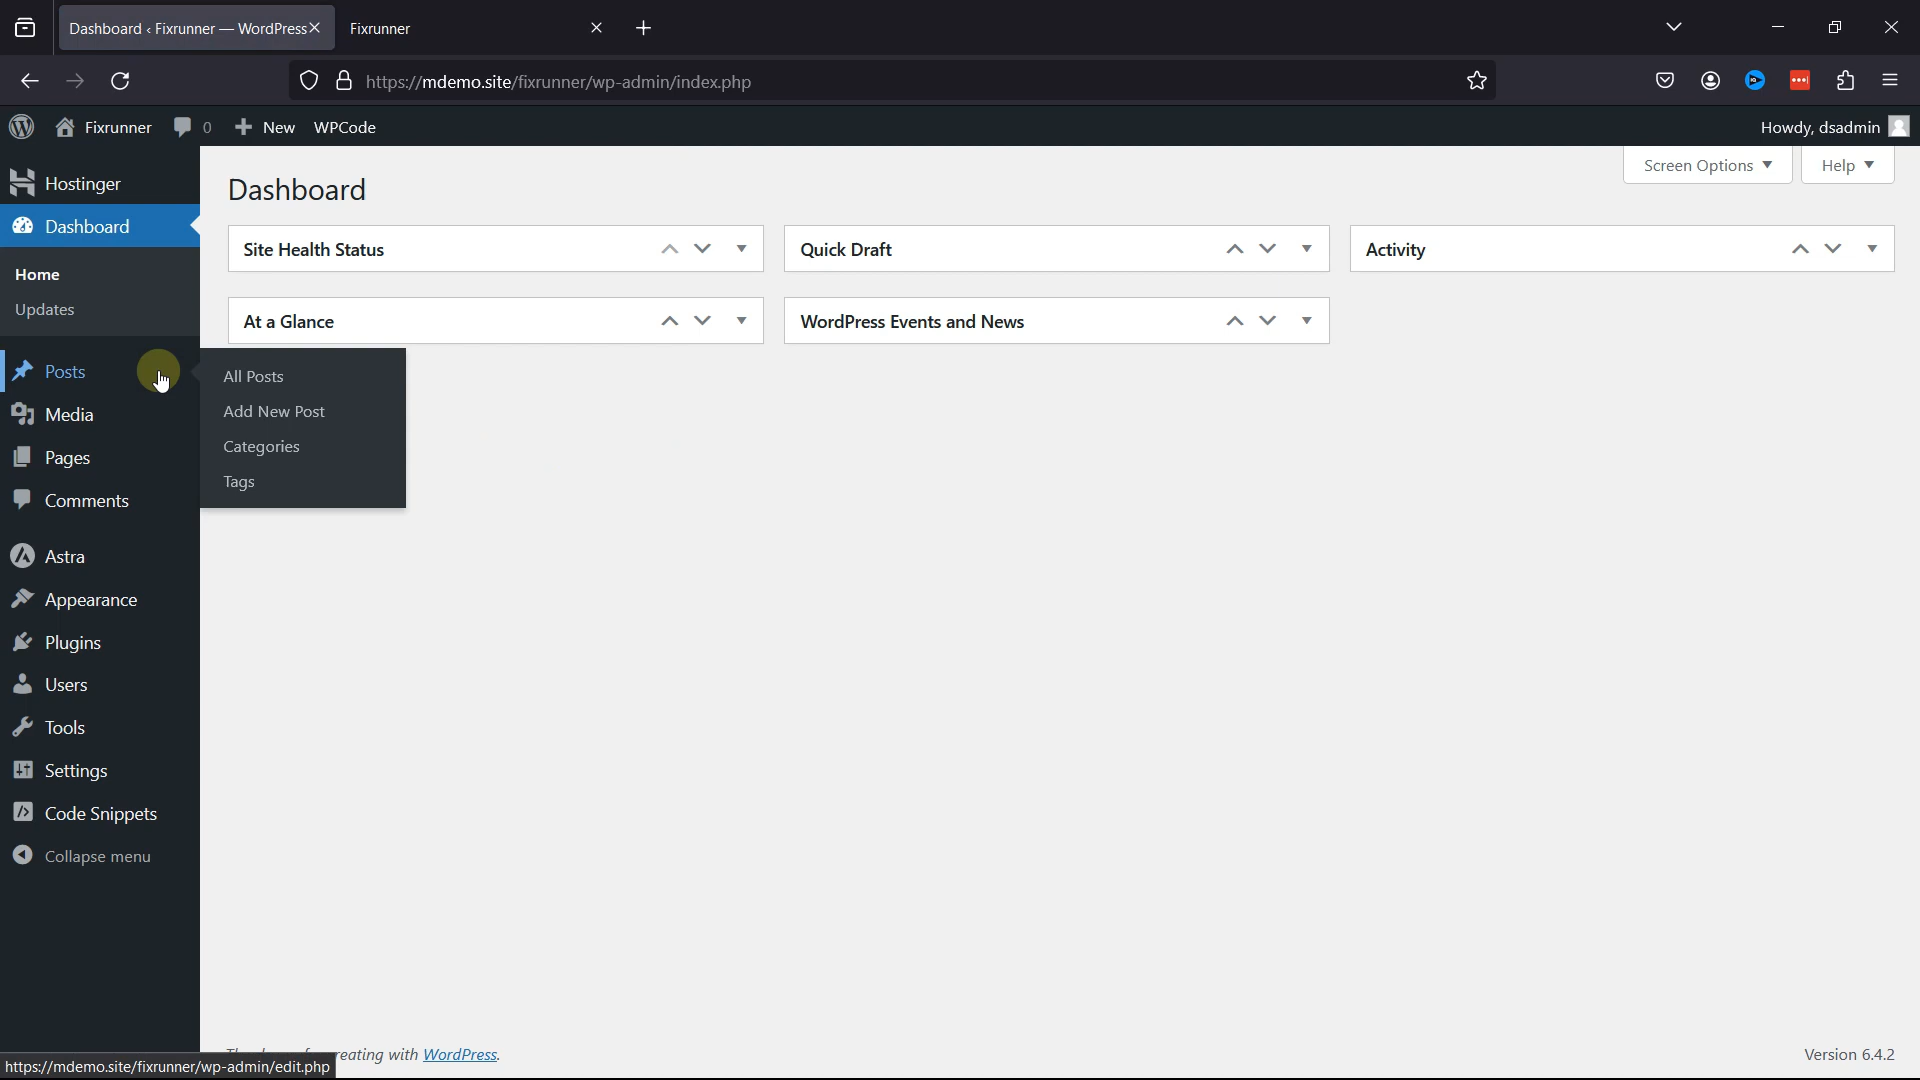 Dashboard ‹ Fixrunner — WordPress
Fixrunner
https://mdemo.site/fixrunner/wp-admin/index.php
Fixrunner
0
New
WPCode
Howdy, dsadmin
Screen Options
Help
Hostinger
Dashboard
Home
Updates
Posts
Media
Pages
Comments
Astra
Appearance
Plugins
Users
Tools
Settings
Code Snippets
Collapse menu
All Posts
Add New Post
Categories
Tags
Dashboard
Site Health Status
Quick Draft
Activity
At a Glance
WordPress Events and News
reating with WordPress.
Version 6.4.2
https://mdemo.site/fixrunner/wp-admin/edit.php